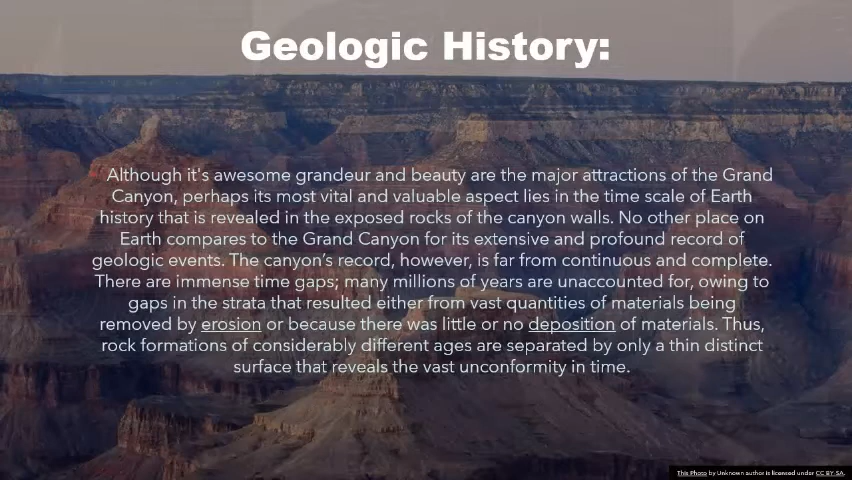 Geologic History:
Although it's awesome grandeur and beauty are the major attractions of the Grand
Canyon, perhaps its most vital and valuable aspect lies in the time scale of Earth
history that is revealed in the exposed rocks of the canyon walls. No other place on
Earth compares to the Grand Canyon for its extensive and profound record of
geologic events. The canyon’s record, however, is far from continuous and complete.
There are immense time gaps; many millions of years are unaccounted for, owing to
gaps in the strata that resulted either from vast quantities of materials being
removed by erosion or because there was little or no deposition of materials. Thus,
rock formations of considerably different ages are separated by only a thin distinct
surface that reveals the vast unconformity in time.
This Photo by Unknown author is licensed under CC BY-SA.